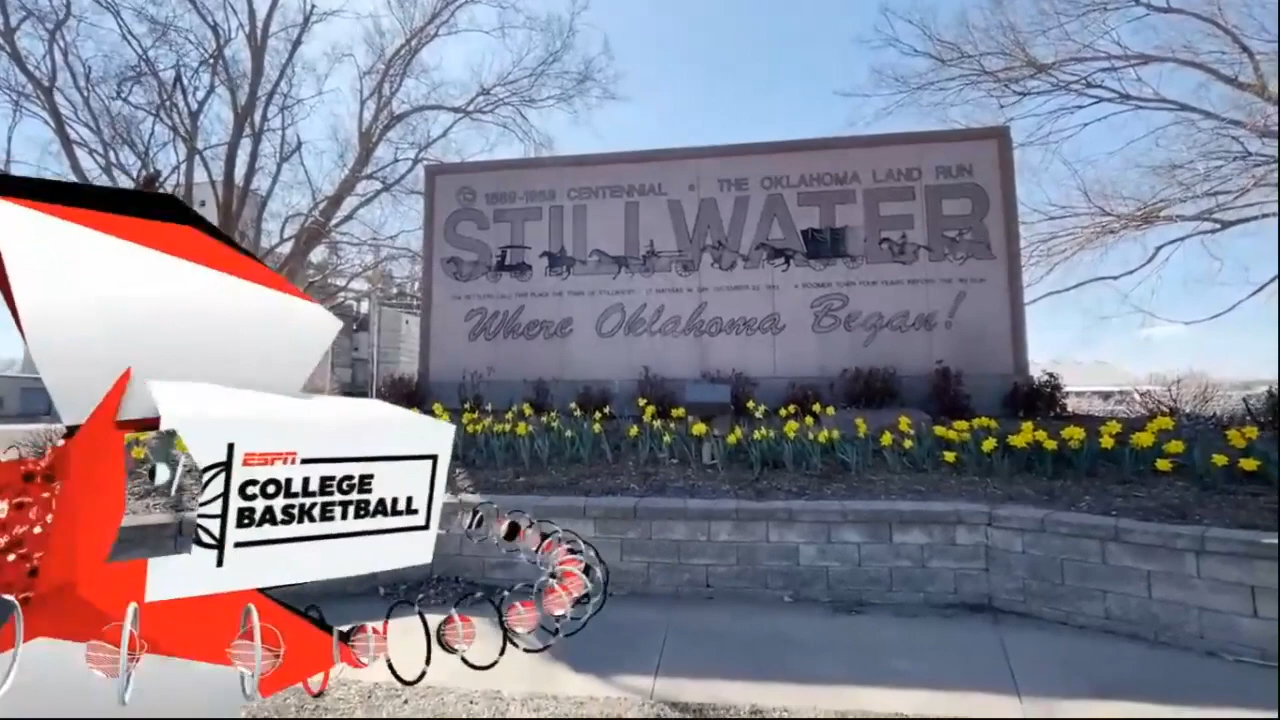 1889-1989 CENTENNIAL • THE OKLAHOMA LAND RUN
STILLWATER
Where Oklahoma Began!
ESPN
COLLEGE
BASKETBALL